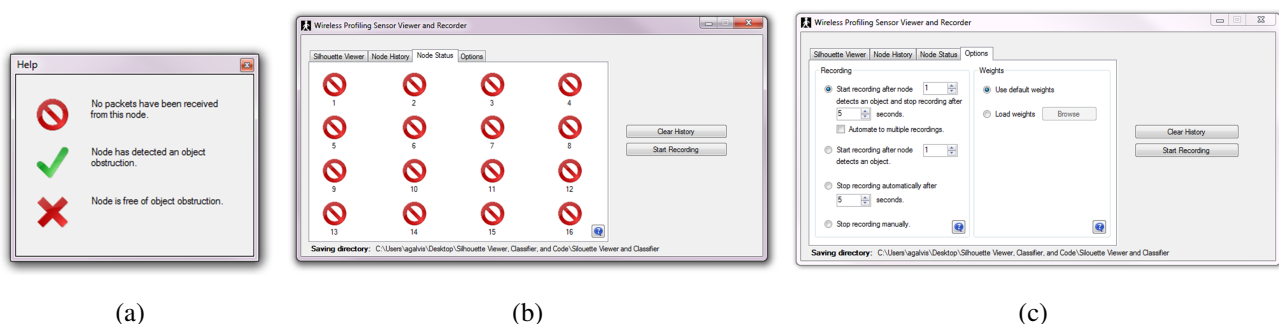 Help
No packets have been received
from this node.
Node has detected an object
obstruction.
Node is free of object obstruction.
(a)
Wireless Profiling Sensor Viewer and Recorder
Silhouette Viewer Node History Node Status Options
1 2 3 4
5 6 7 8
9 10 11 12
13 14 15 16
Clear History
Start Recording
Saving directory: C:\Users\agalvis\Desktop\Silhouette Viewer, Classifier, and Code\Silouette Viewer and Classifier
(b)
Wireless Profiling Sensor Viewer and Recorder
Silhouette Viewer Node History Node Status Options
Recording
Start recording after node 1
detects an object and stop recording after
5 seconds.
Automate to multiple recordings.
Start recording after node 1
detects an object.
Stop recording automatically after
5 seconds.
Stop recording manually.
Weights
Use default weights
Load weights Browse
Clear History
Start Recording
Saving directory: C:\Users\agalvis\Desktop\Silhouette Viewer, Classifier, and Code\Silouette Viewer and Classifier
(c)